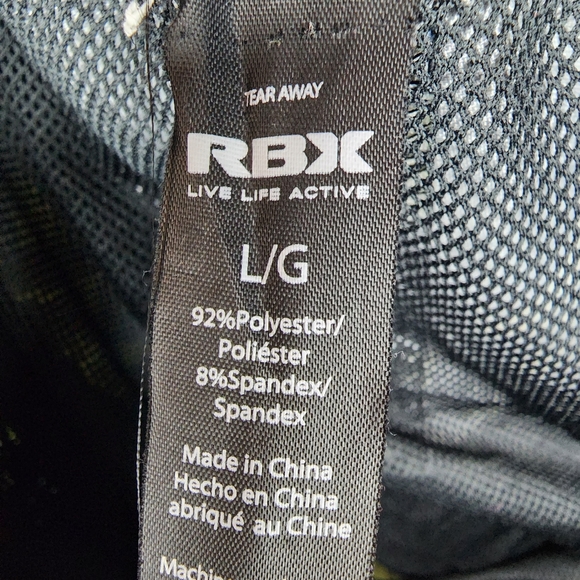 TEAR AWAY
RBX
LIVE LIFE ACTIVE
L/G
92%Polyester/
Poliéster
8%Spandex/
Spandex
Made in China
Hecho en China
abriqué au Chine
Machin